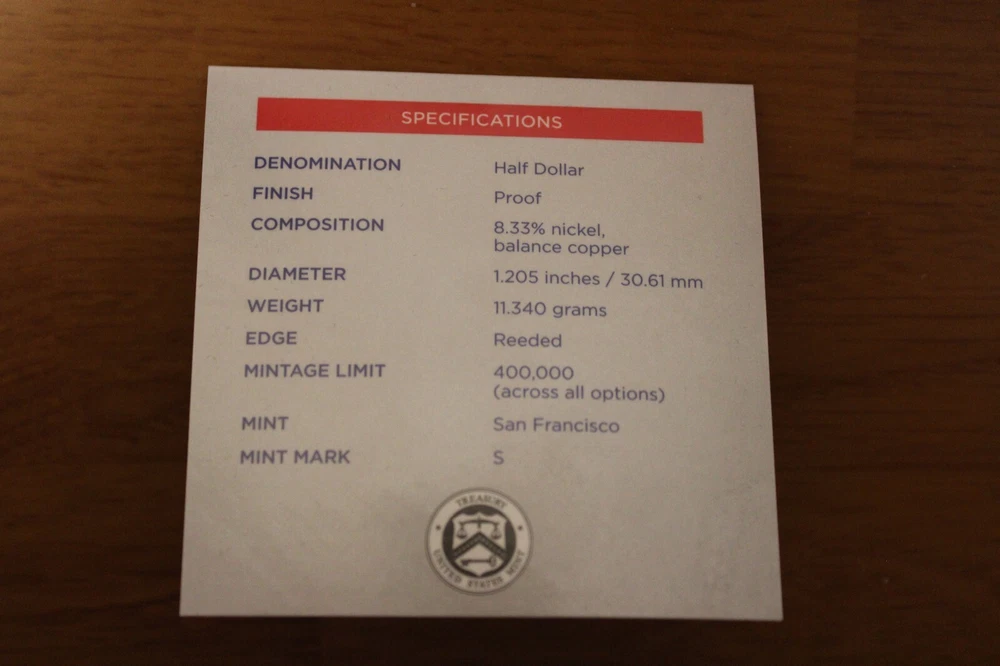 SPECIFICATIONS
DENOMINATION Half Dollar
FINISH Proof
COMPOSITION 8.33% nickel,
balance copper
DIAMETER 1.205 inches / 30.61 mm
WEIGHT 11.340 grams
EDGE Reeded
MINTAGE LIMIT 400,000
(across all options)
MINT San Francisco
MINT MARK S
TREASURY
UNITED STATES MINT